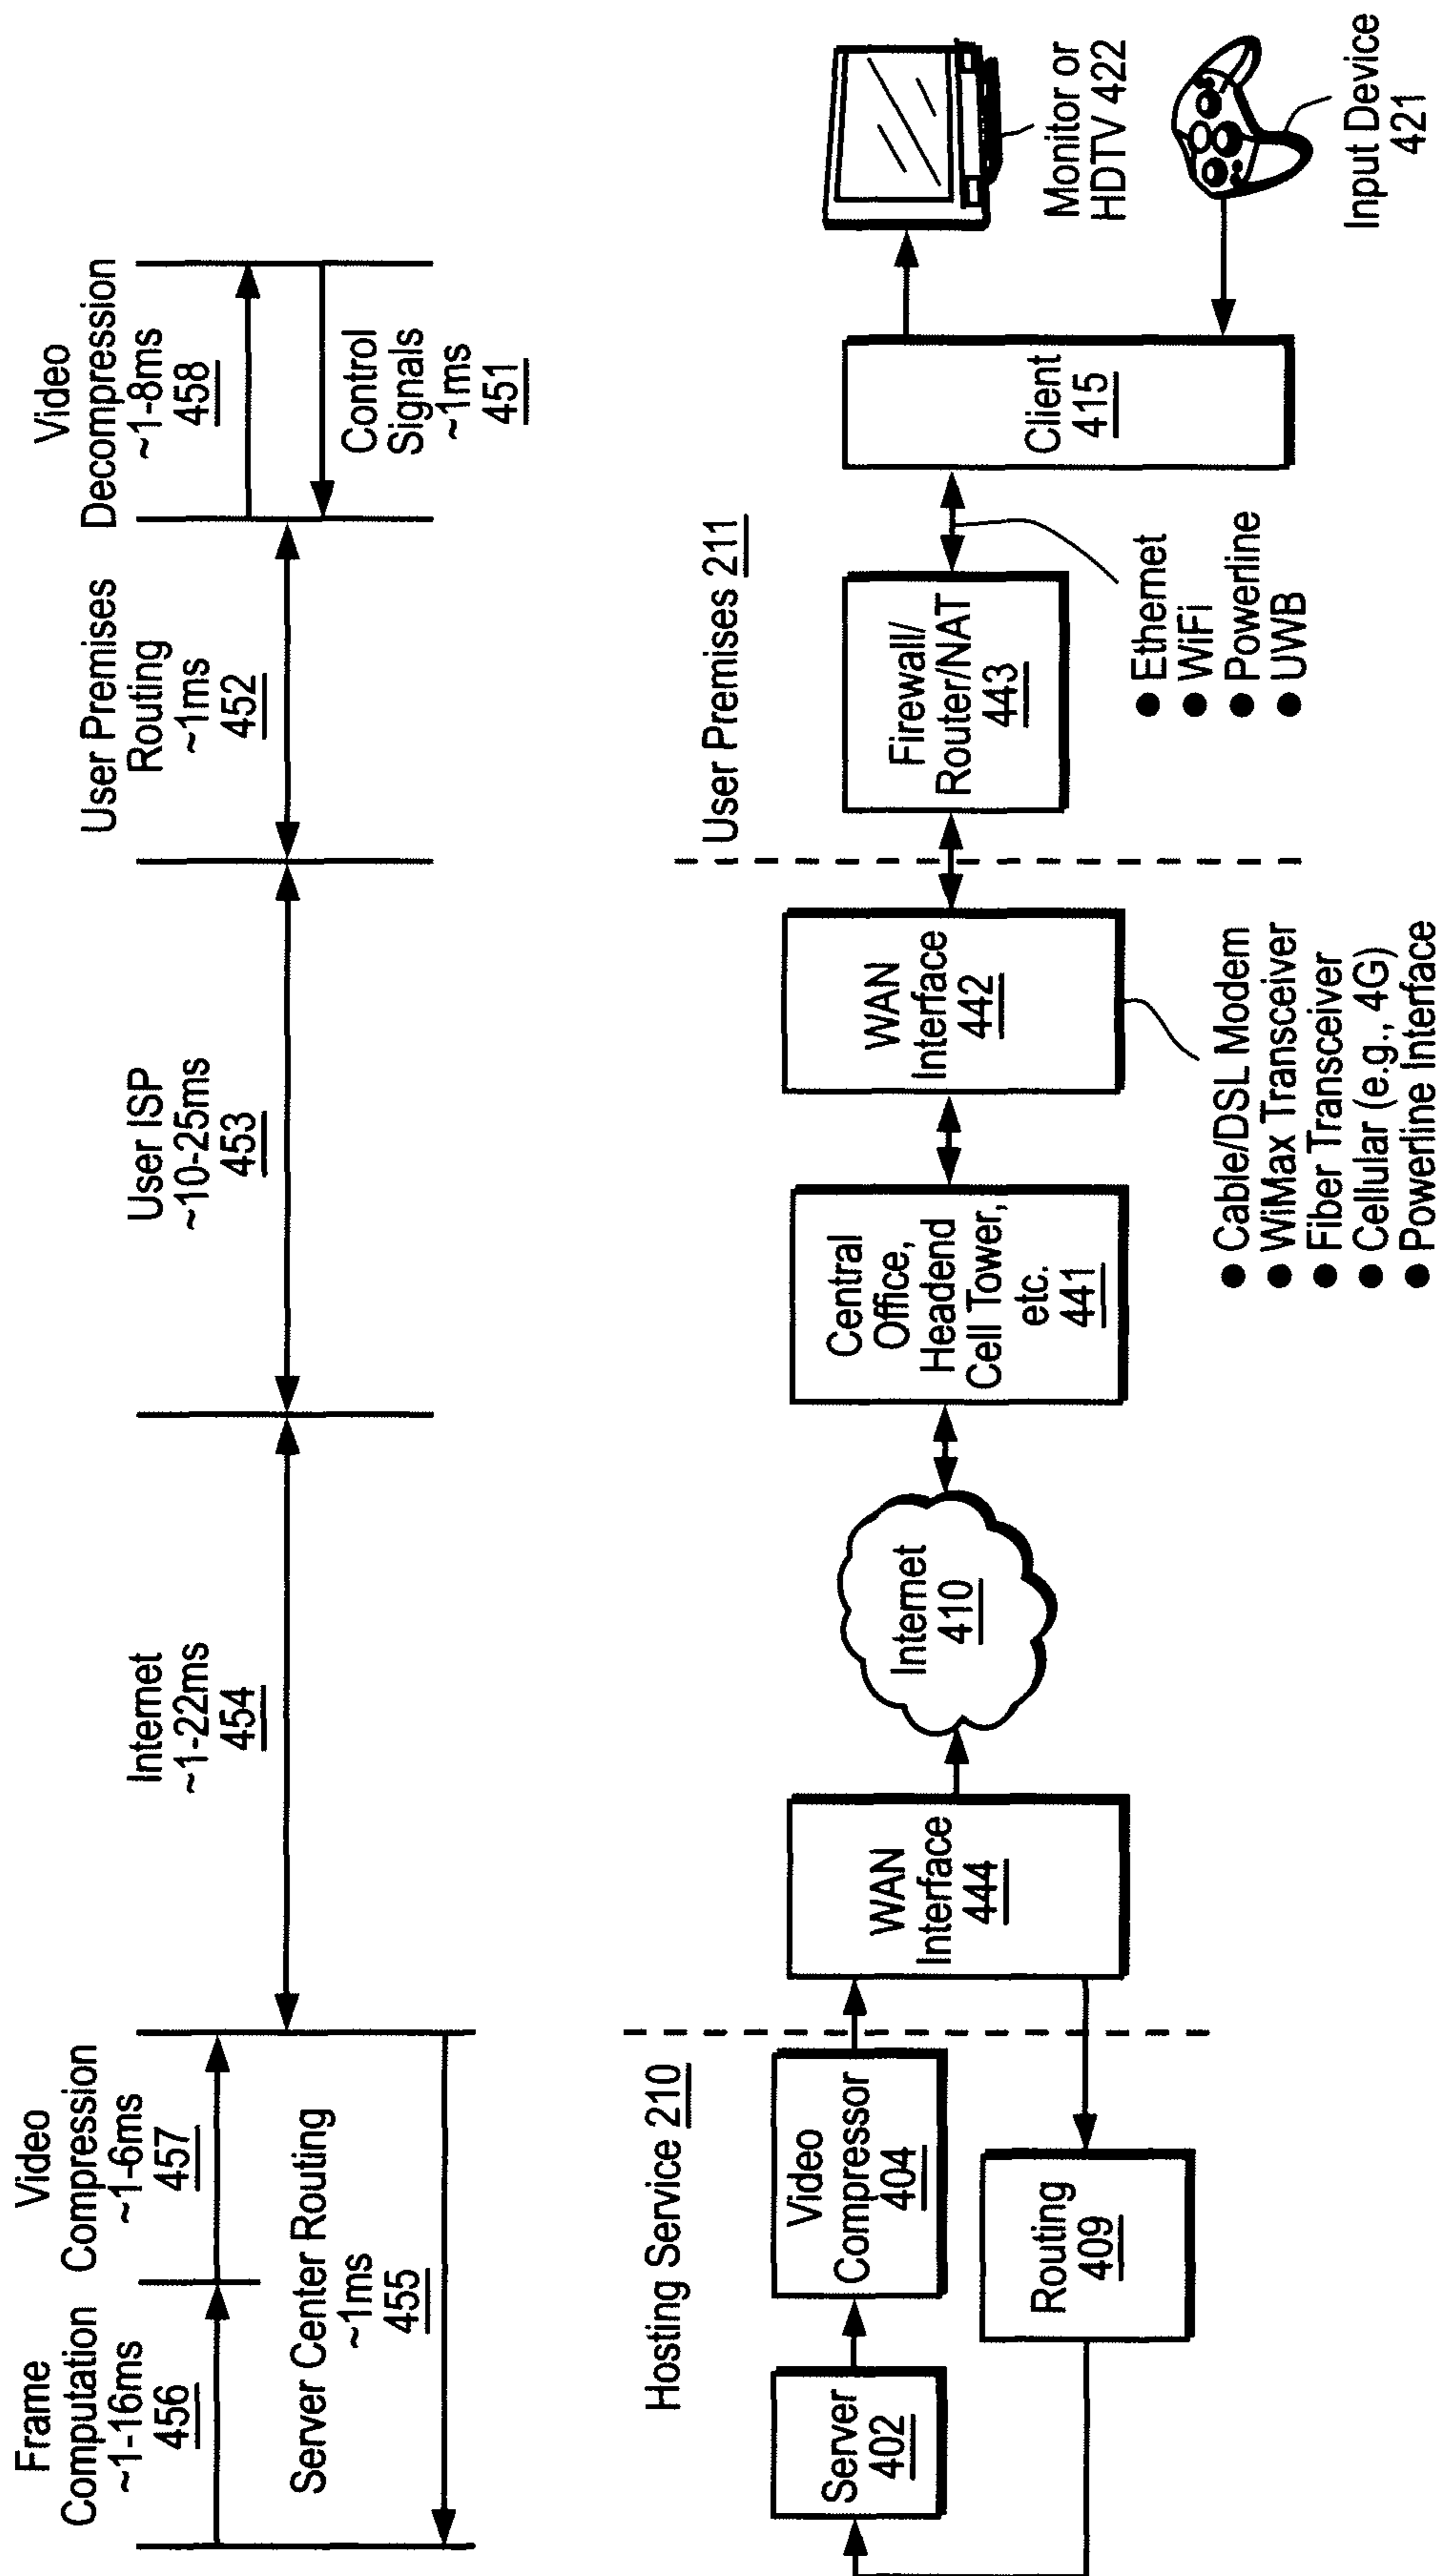 Frame
Computation
~1-16ms
456
Video
Compression
~1-6ms
457
Server Center Routing
~1ms
455
Internet
~1-22ms
454
User ISP
~10-25ms
453
User Premises
Routing
~1ms
452
Video
Decompression
~1-8ms
458
Control
Signals
~1ms
451
Hosting Service 210
Server
402
Video
Compressor
404
Routing
409
WAN
Interface
444
Internet
410
Central
Office,
Headend
Cell Tower,
etc.
441
WAN
Interface
442
● Cable/DSL Modem
● WiMax Transceiver
● Fiber Transceiver
● Cellular (e.g., 4G)
● Powerline Interface
User Premises 211
Firewall/
Router/NAT
443
● Ethernet
● WiFi
● Powerline
● UWB
Client
415
Monitor or
HDTV 422
Input Device
421